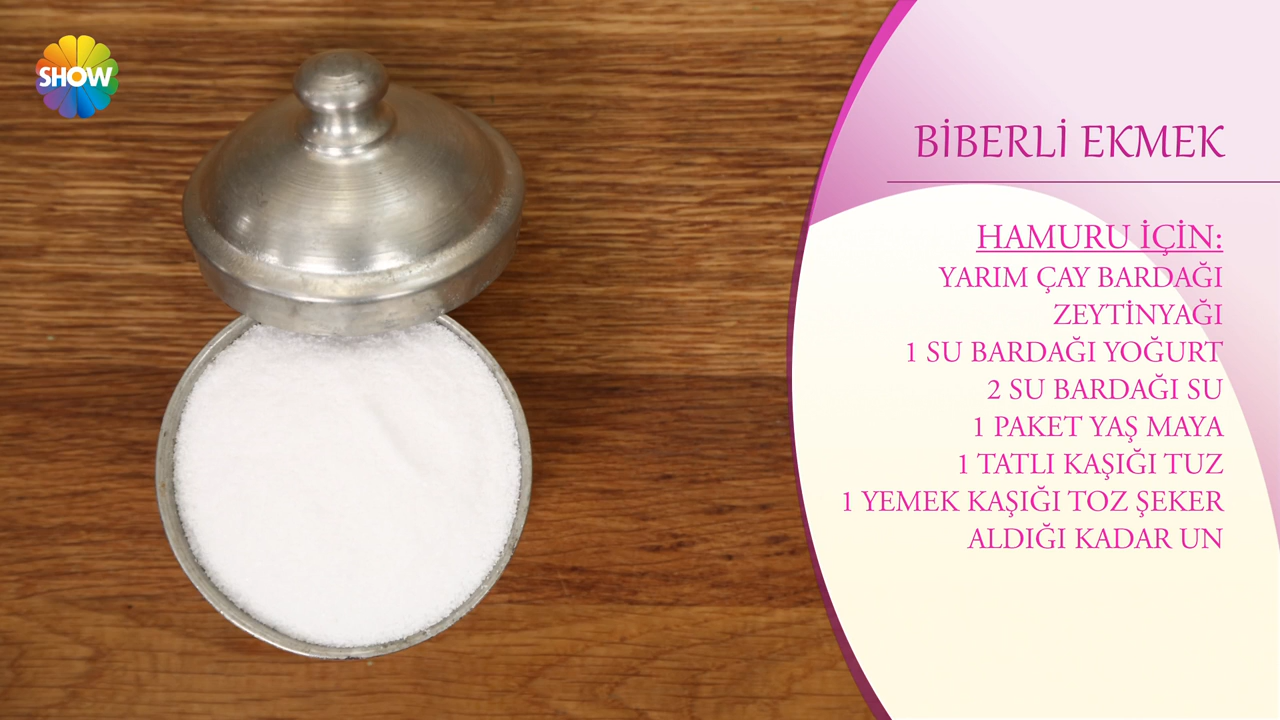 SHOW
BİBERLİ EKMEK
HAMURU İÇİN:
YARIM ÇAY BARDAĞI
ZEYTİNYAĞI
1 SU BARDAĞI YOĞURT
2 SU BARDAĞI SU
1 PAKET YAŞ MAYA
1 TATLI KAŞIĞI TUZ
1 YEMEK KAŞIĞI TOZ ŞEKER
ALDIĞI KADAR UN